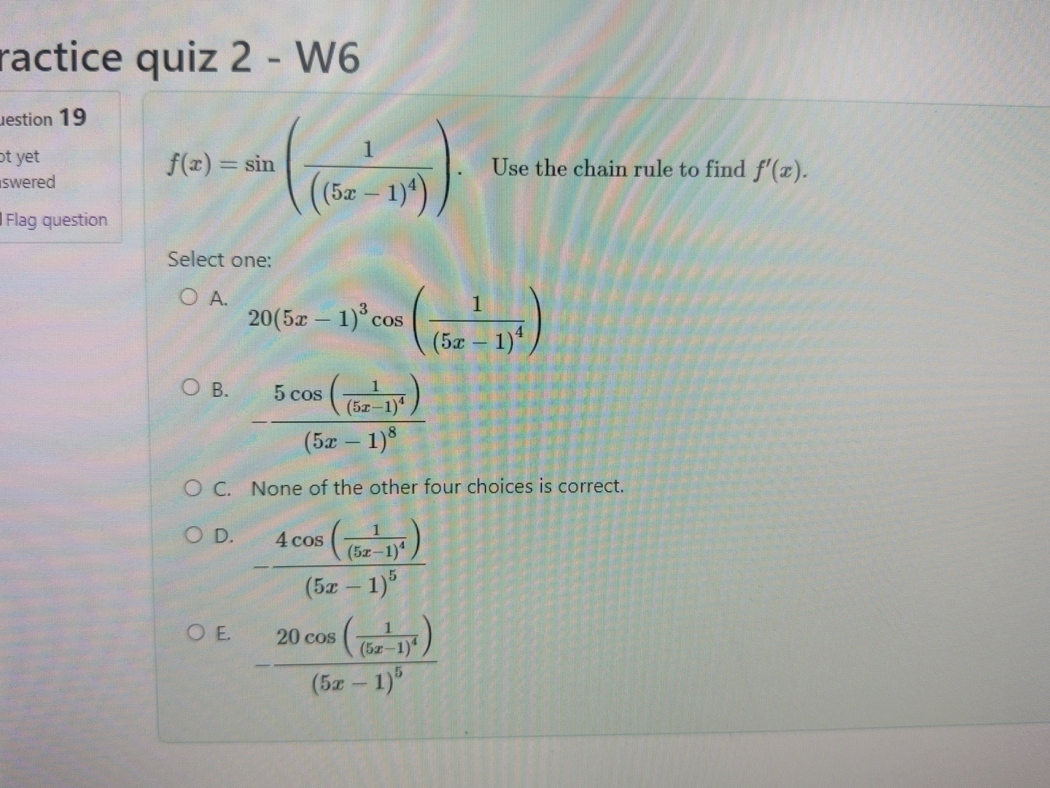 ractice quiz 2 - W6
uestion 19
ot yet
swered
Flag question
f(x) = sin(1/((5x − 1)⁴)). Use the chain rule to find f′(x).
Select one:
A. 20(5x − 1)³ cos(1/(5x − 1)⁴)
B. −5 cos(1/(5x−1)⁴)/(5x − 1)⁸
C. None of the other four choices is correct.
D. −4 cos(1/(5x−1)⁴)/(5x − 1)⁵
E. −20 cos(1/(5x−1)⁴)/(5x − 1)⁵